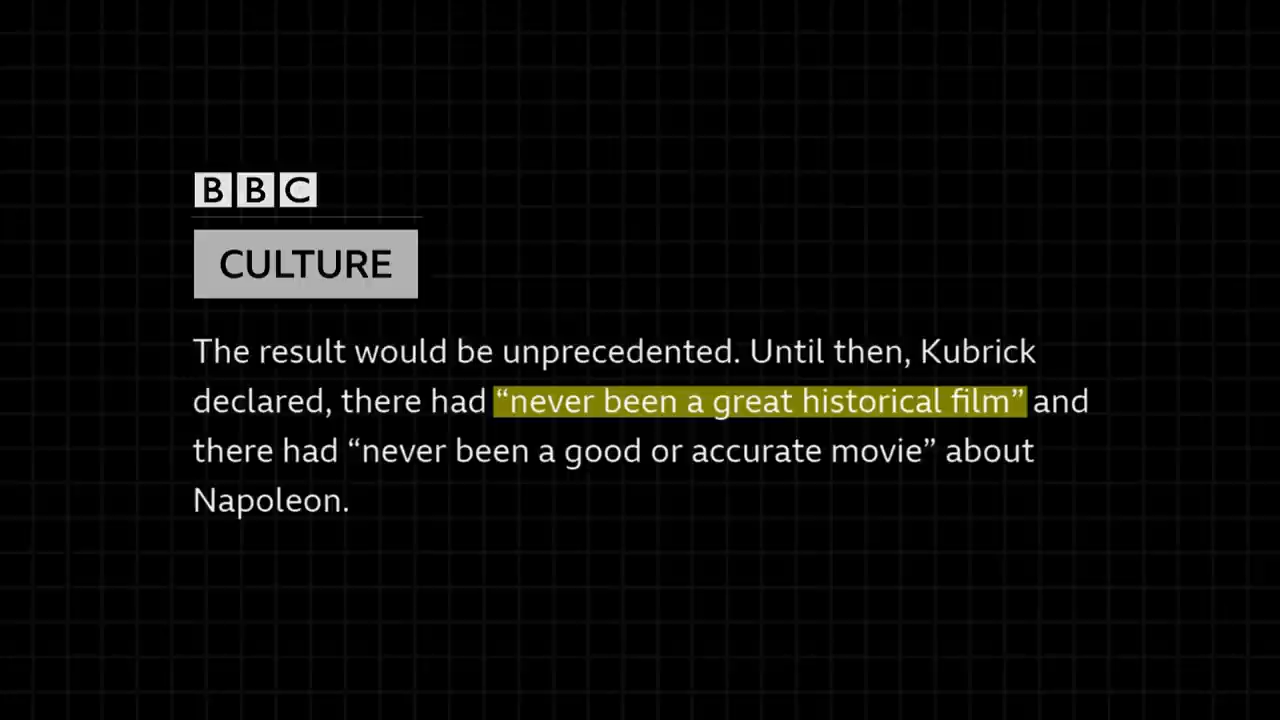 BBC
CULTURE
The result would be unprecedented. Until then, Kubrick
declared, there had “never been a great historical film” and
there had “never been a good or accurate movie” about
Napoleon.